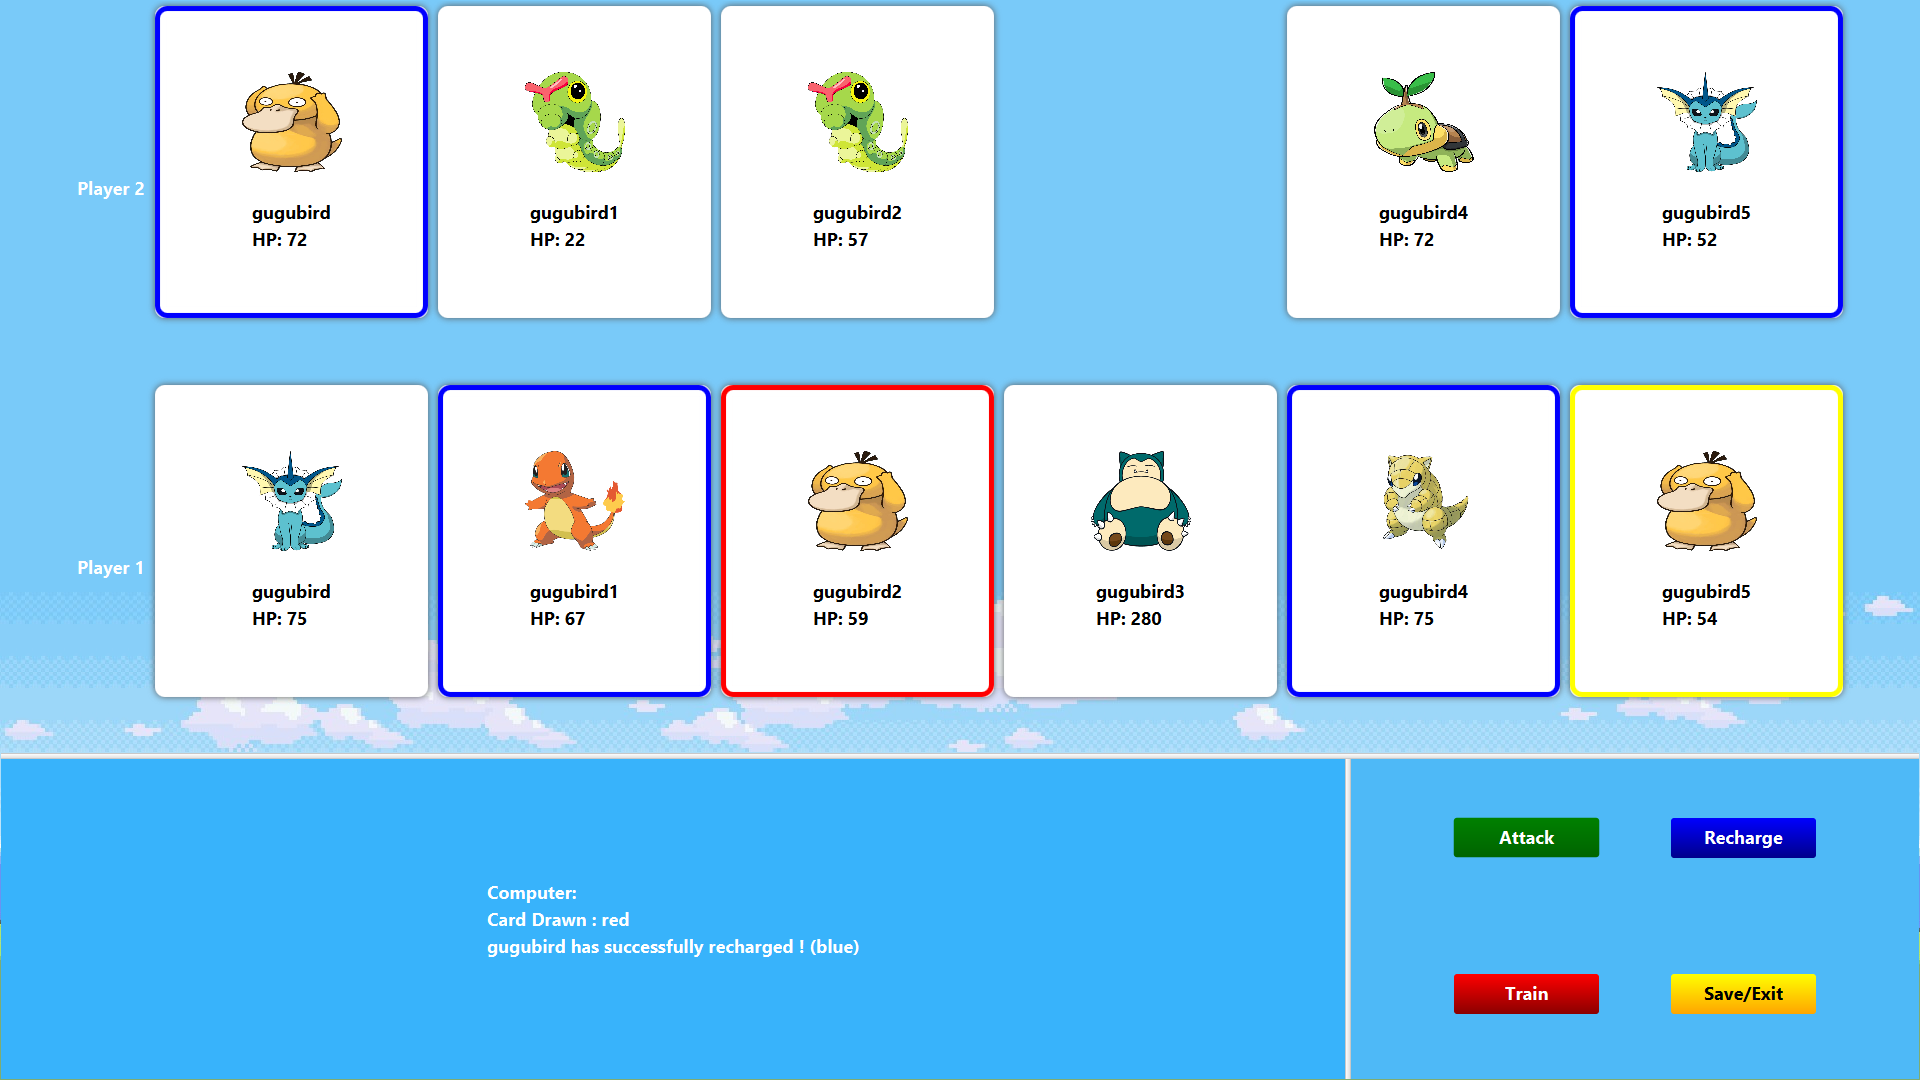 Player 2
gugubird
HP: 72
gugubird1
HP: 22
gugubird2
HP: 57
gugubird4
HP: 72
gugubird5
HP: 52
Player 1
gugubird
HP: 75
gugubird1
HP: 67
gugubird2
HP: 59
gugubird3
HP: 280
gugubird4
HP: 75
gugubird5
HP: 54
Computer:
Card Drawn : red
gugubird has successfully recharged ! (blue)
Attack
Recharge
Train
Save/Exit